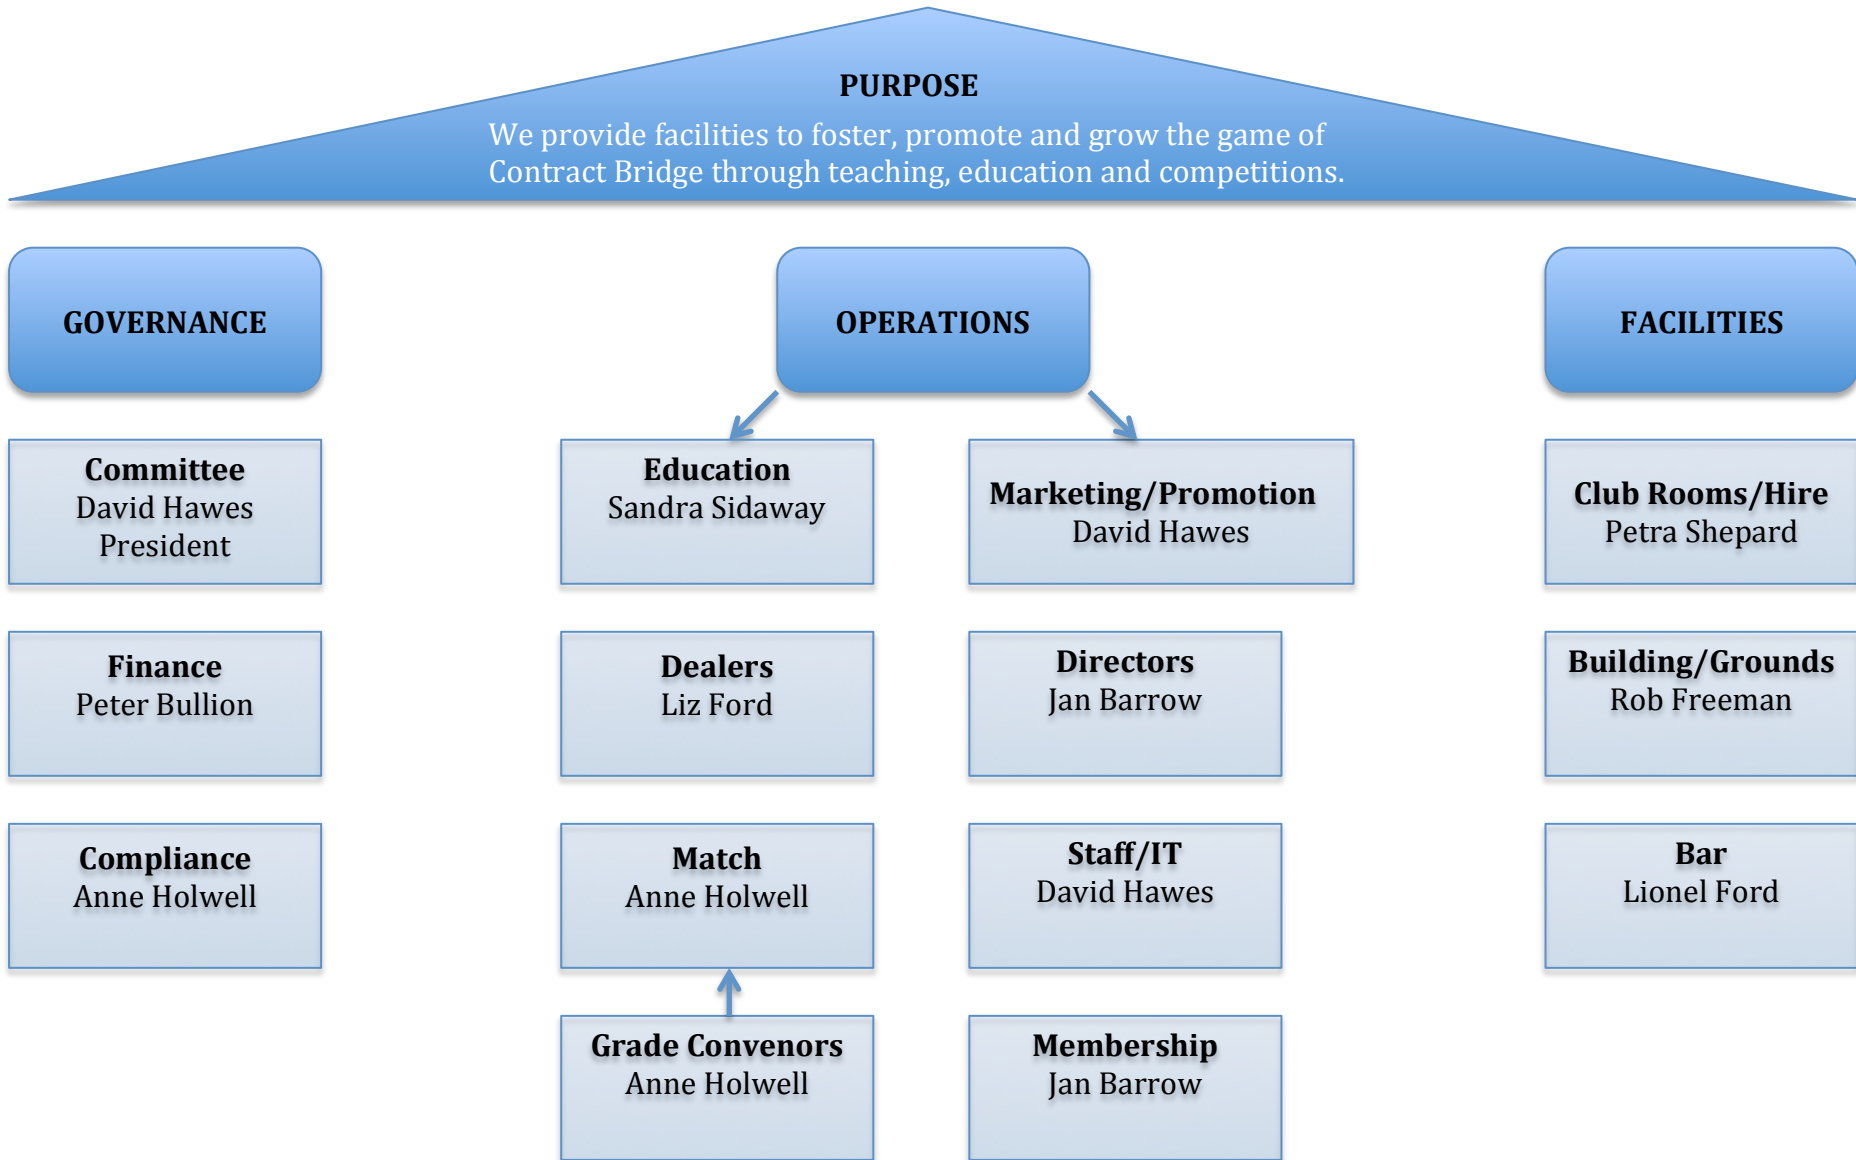 PURPOSE
We provide facilities to foster, promote and grow the game of
Contract Bridge through teaching, education and competitions.
GOVERNANCE
OPERATIONS
FACILITIES
Committee
David Hawes
President
Education
Sandra Sidaway
Marketing/Promotion
David Hawes
Club Rooms/Hire
Petra Shepard
Finance
Peter Bullion
Dealers
Liz Ford
Directors
Jan Barrow
Building/Grounds
Rob Freeman
Compliance
Anne Holwell
Match
Anne Holwell
Staff/IT
David Hawes
Bar
Lionel Ford
Grade Convenors
Anne Holwell
Membership
Jan Barrow